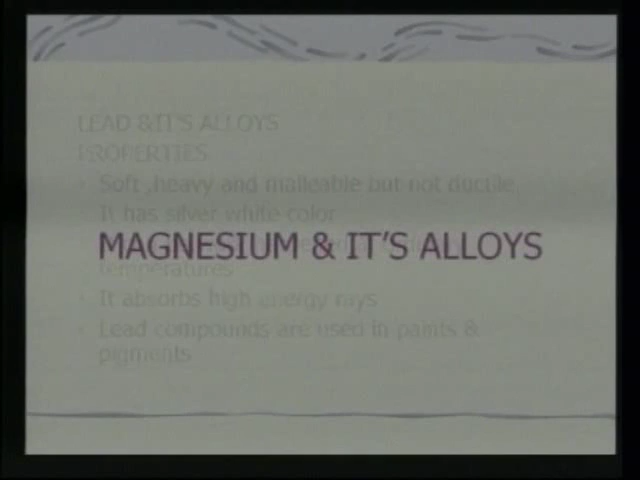 LEAD &IT'S ALLOYS
PROPERTIES
Soft ,heavy and malleable but not ductile.
It has silver white color
MAGNESIUM & IT'S ALLOYS
temperatures
It absorbs high energy rays
Lead compounds are used in paints &
pigments